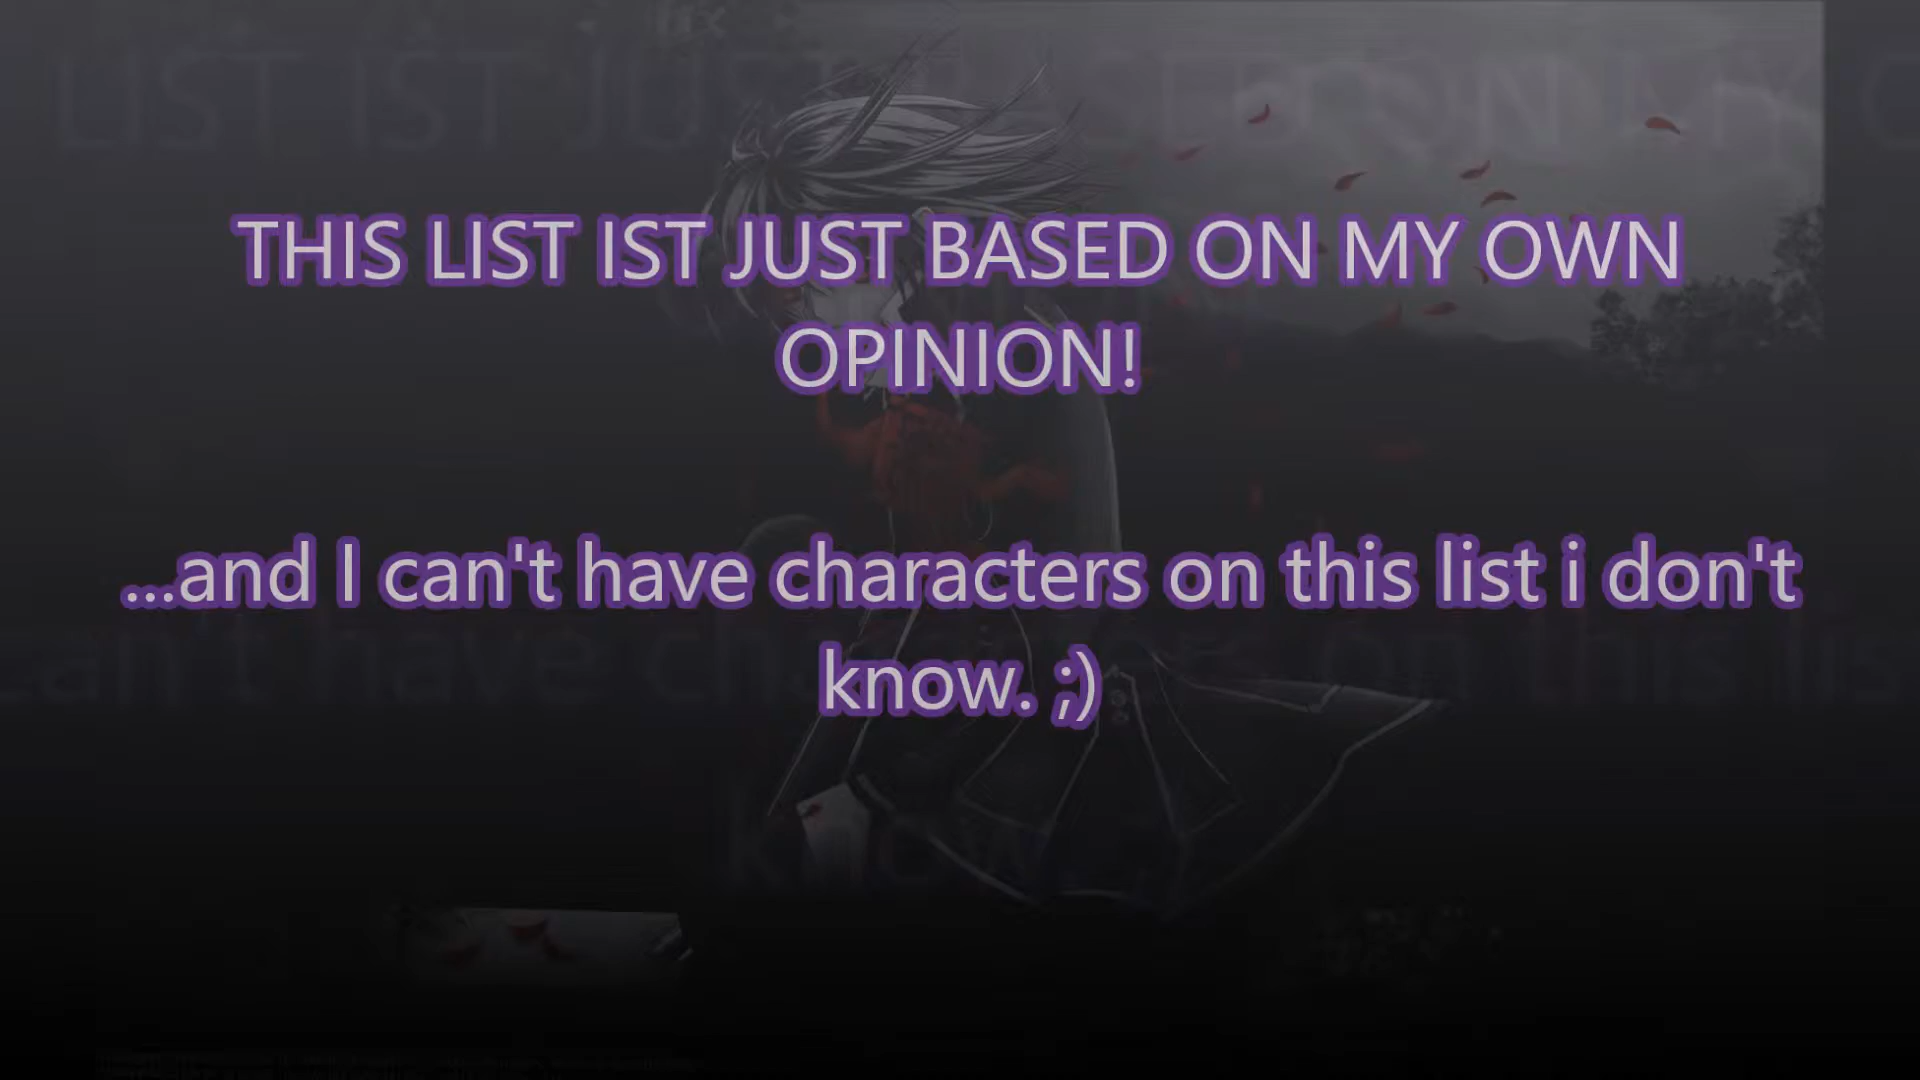 THIS LIST IST JUST BASED ON MY OWN
OPINION!
...and I can't have characters on this list i don't
know. ;)